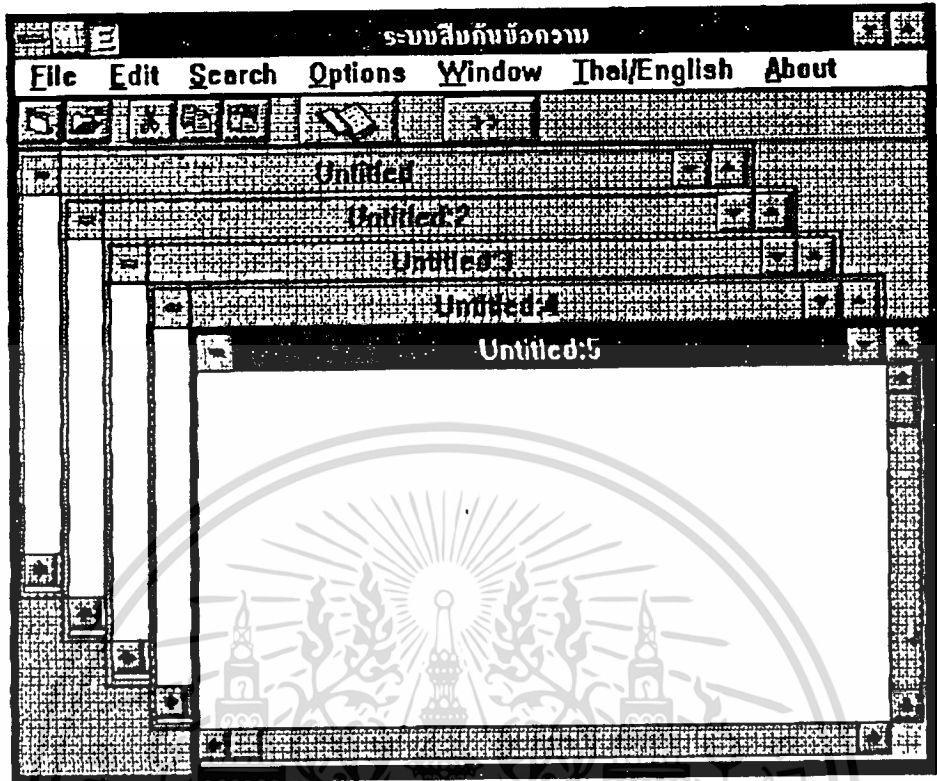 ระบบสืบค้นข้อความ
File Edit Search Options Window Thai/English About
Untitled
Untitled:2
Untitled:3
Untitled:4
Untitled:5